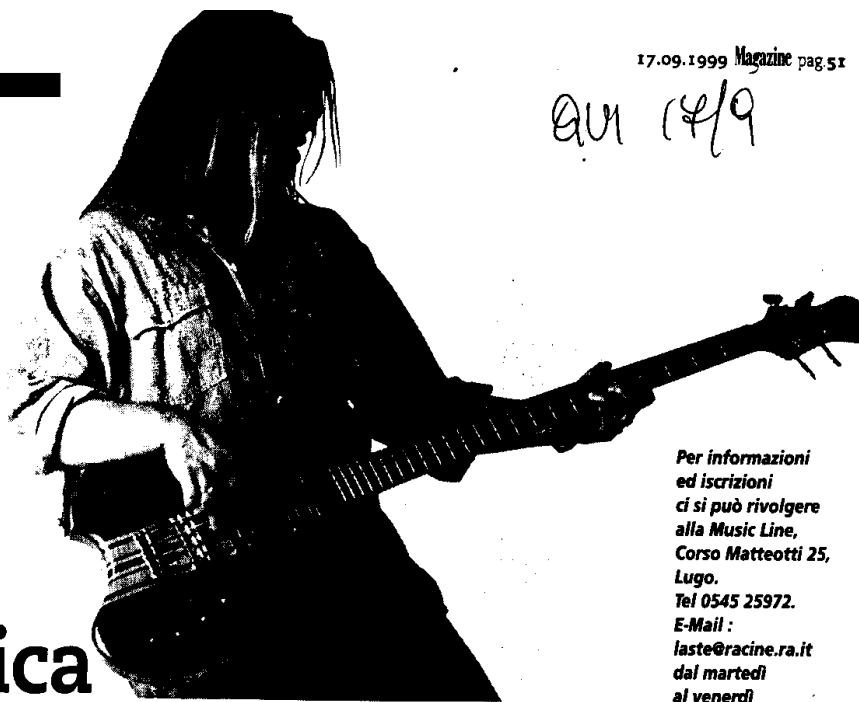 17.09.1999 Magazine pag.51
QUI 17/9
Per informazioni
ed iscrizioni
ci si può rivolgere
alla Music Line,
Corso Matteotti 25,
Lugo.
Tel 0545 25972.
E-Mail :
laste@racine.ra.it
dal martedì
al venerdì
ica